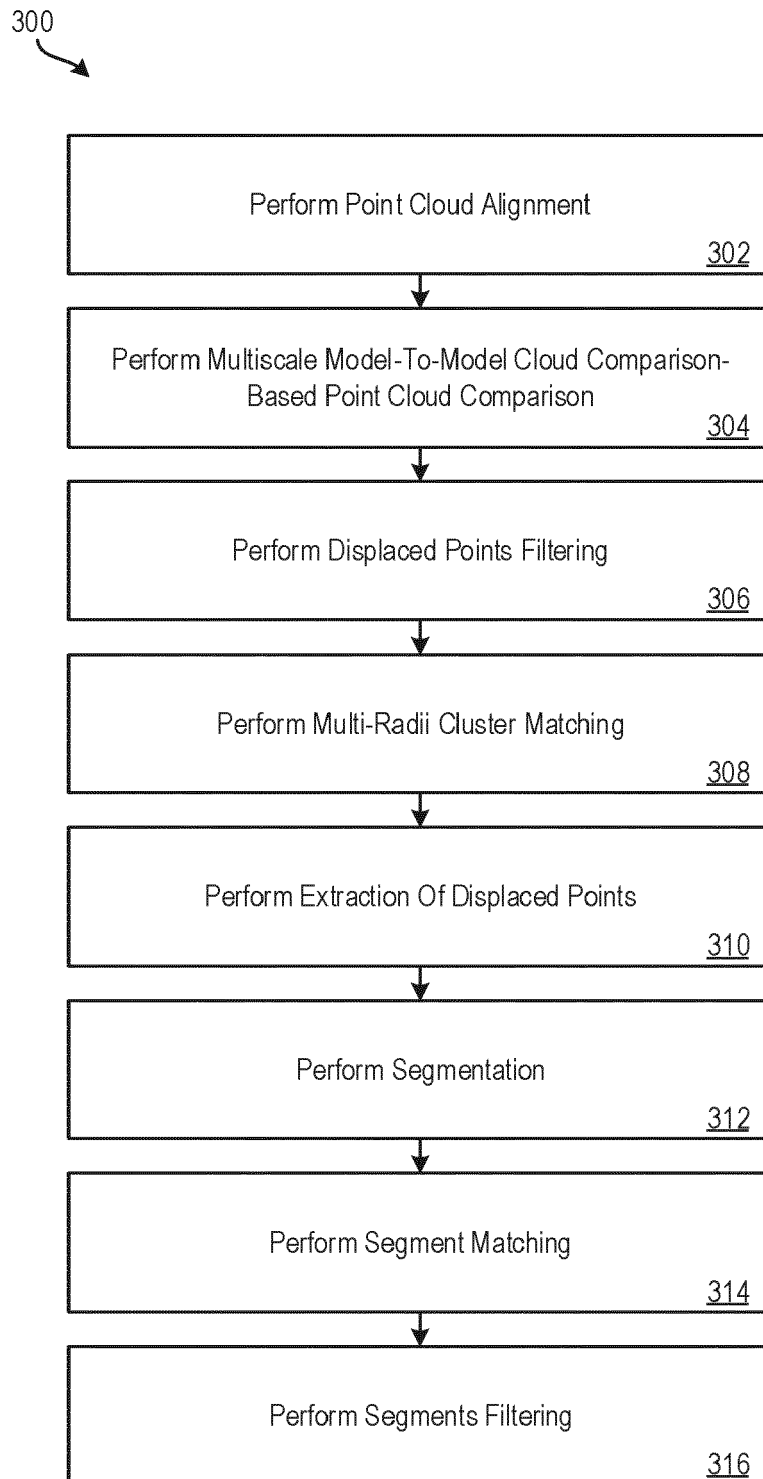 300
Perform Point Cloud Alignment
302
Perform Multiscale Model-To-Model Cloud Comparison-
Based Point Cloud Comparison
304
Perform Displaced Points Filtering
306
Perform Multi-Radii Cluster Matching
308
Perform Extraction Of Displaced Points
310
Perform Segmentation
312
Perform Segment Matching
314
Perform Segments Filtering
316